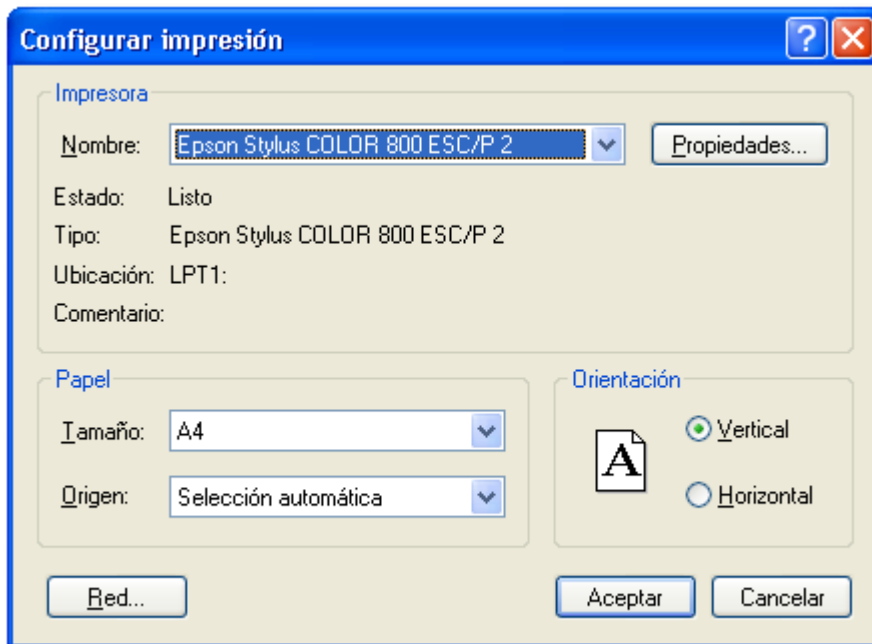 Configurar impresión
Impresora
Nombre: Epson Stylus COLOR 800 ESC/P 2 Propiedades...
Estado: Listo
Tipo: Epson Stylus COLOR 800 ESC/P 2
Ubicación: LPT1:
Comentario:
Papel
Tamaño: A4
Origen: Selección automática
Orientación
A
Vertical
Horizontal
Red... Aceptar Cancelar